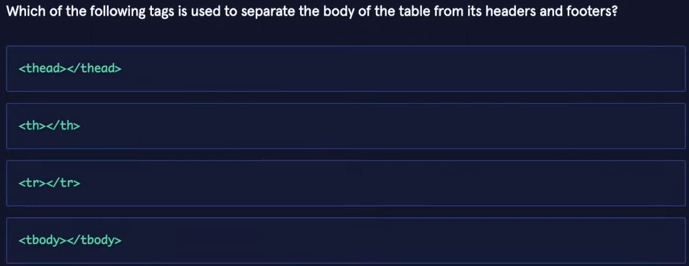 Which of the following tags is used to separate the body of the table from its headers and footers?
<thead></thead>
<th></th>
<tr></tr>
<tbody></tbody>